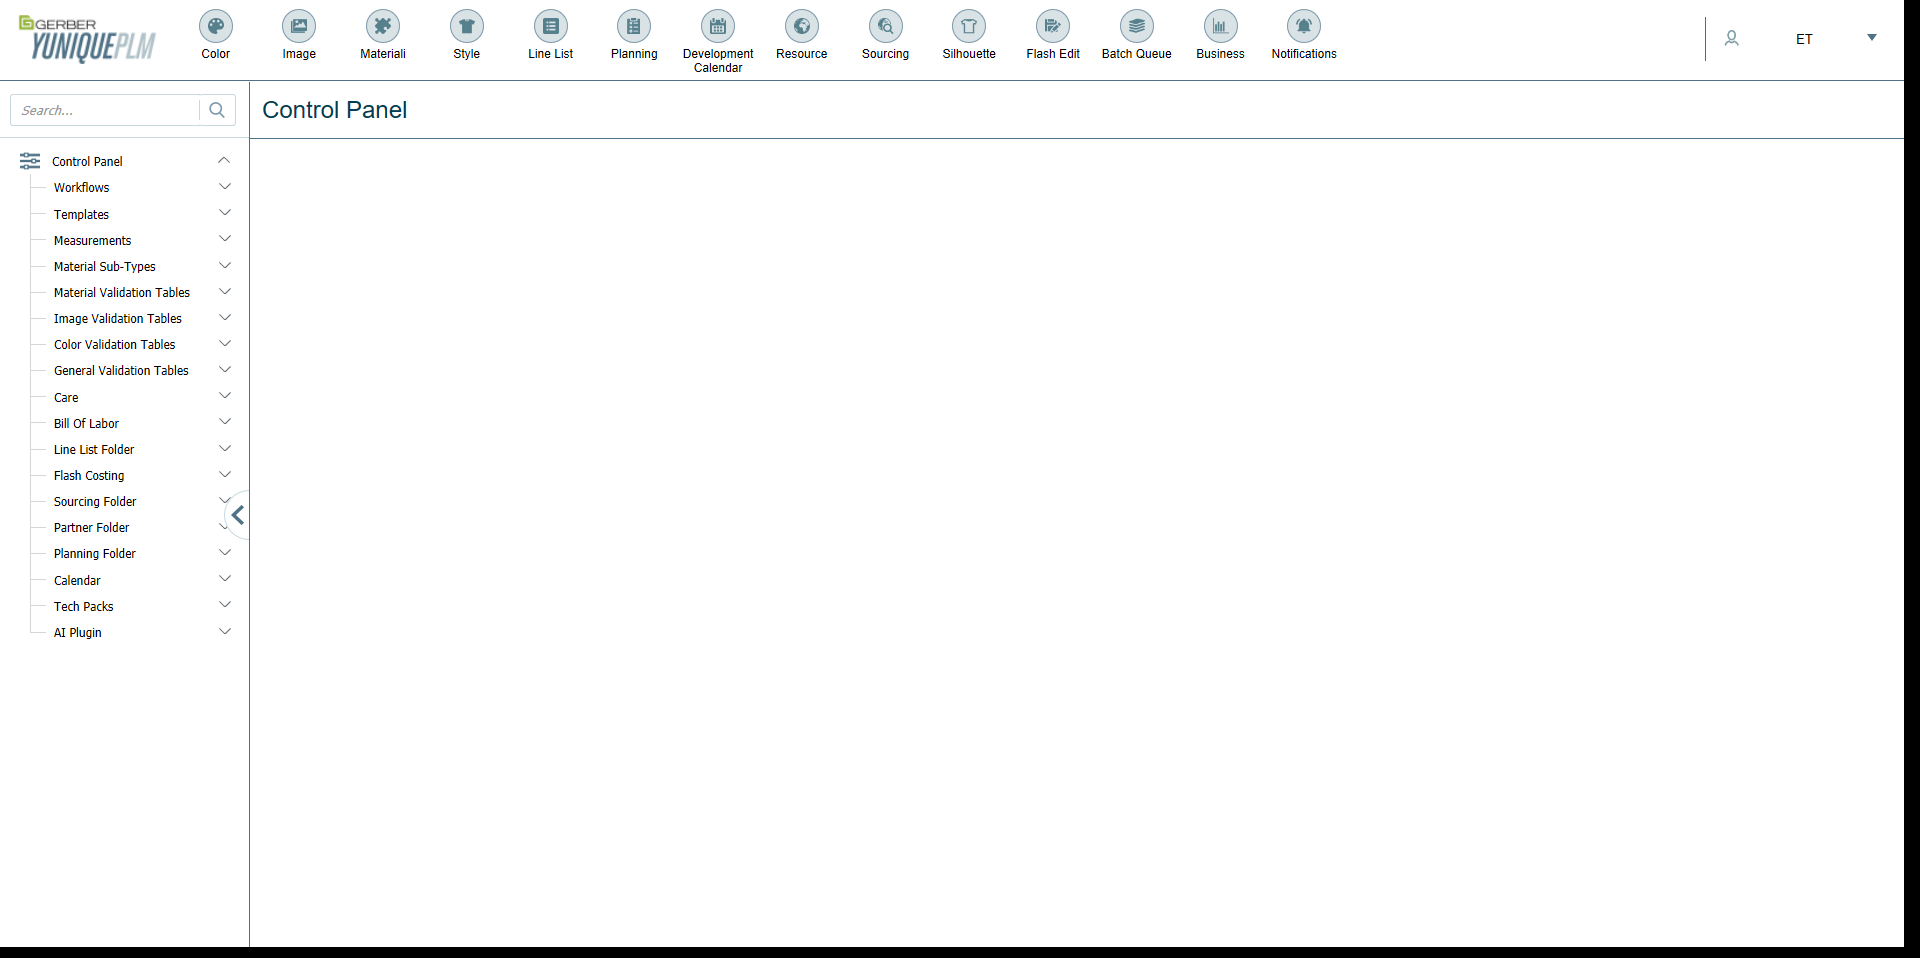 GERBER
YUNIQUEPLM
Color
Image
Materiali
Style
Line List
Planning
Development
Calendar
Resource
Sourcing
Silhouette
Flash Edit
Batch Queue
Business
Notifications
ET
Search...
Control Panel
Control Panel
Workflows
Templates
Measurements
Material Sub-Types
Material Validation Tables
Image Validation Tables
Color Validation Tables
General Validation Tables
Care
Bill Of Labor
Line List Folder
Flash Costing
Sourcing Folder
Partner Folder
Planning Folder
Calendar
Tech Packs
AI Plugin